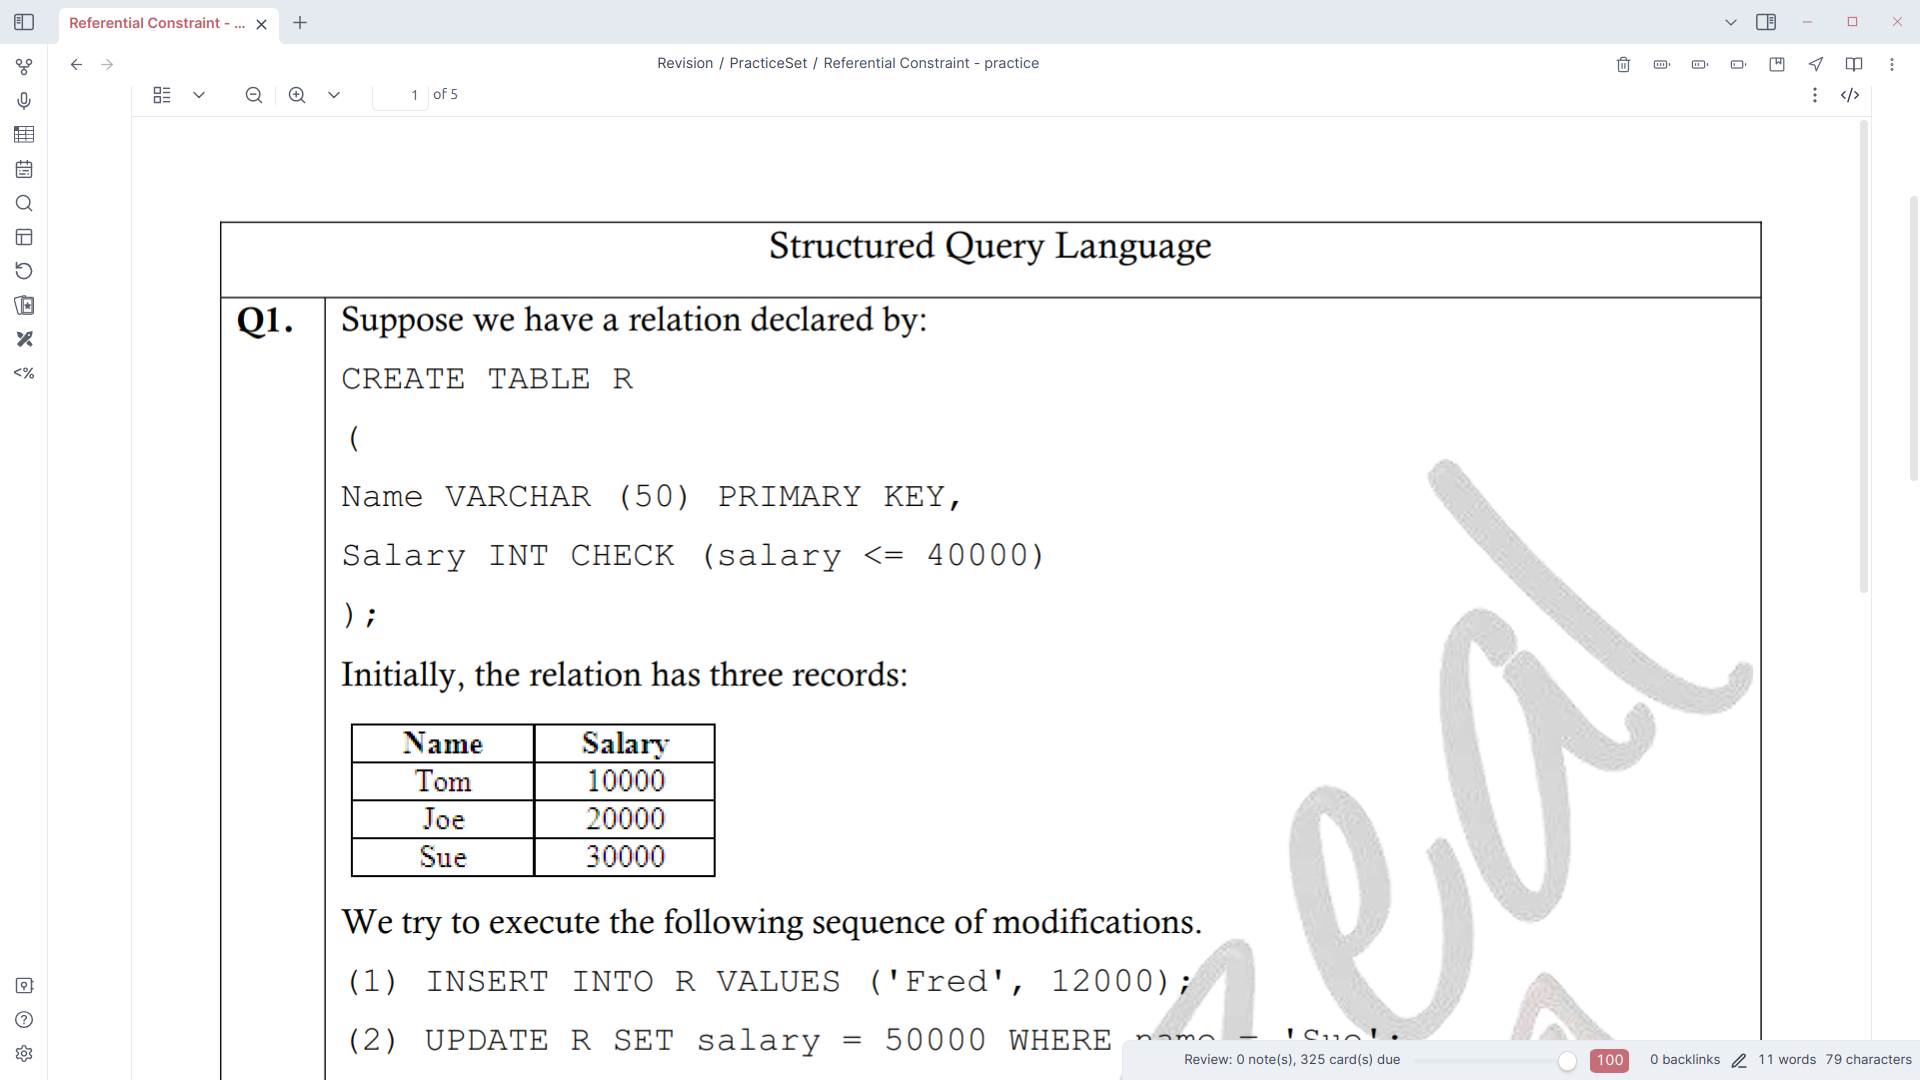 Referential Constraint - ...
Revision / PracticeSet / Referential Constraint - practice
1 of 5
Structured Query Language
Q1. Suppose we have a relation declared by:
CREATE TABLE R
(
Name VARCHAR (50) PRIMARY KEY,
Salary INT CHECK (salary <= 40000)
);
Initially, the relation has three records:
Name Salary
Tom 10000
Joe 20000
Sue 30000
We try to execute the following sequence of modifications.
(1) INSERT INTO R VALUES ('Fred', 12000);
(2) UPDATE R SET salary = 50000 WHERE name = 'Sue';
<%
Review: 0 note(s), 325 card(s) due 100 0 backlinks 11 words 79 characters